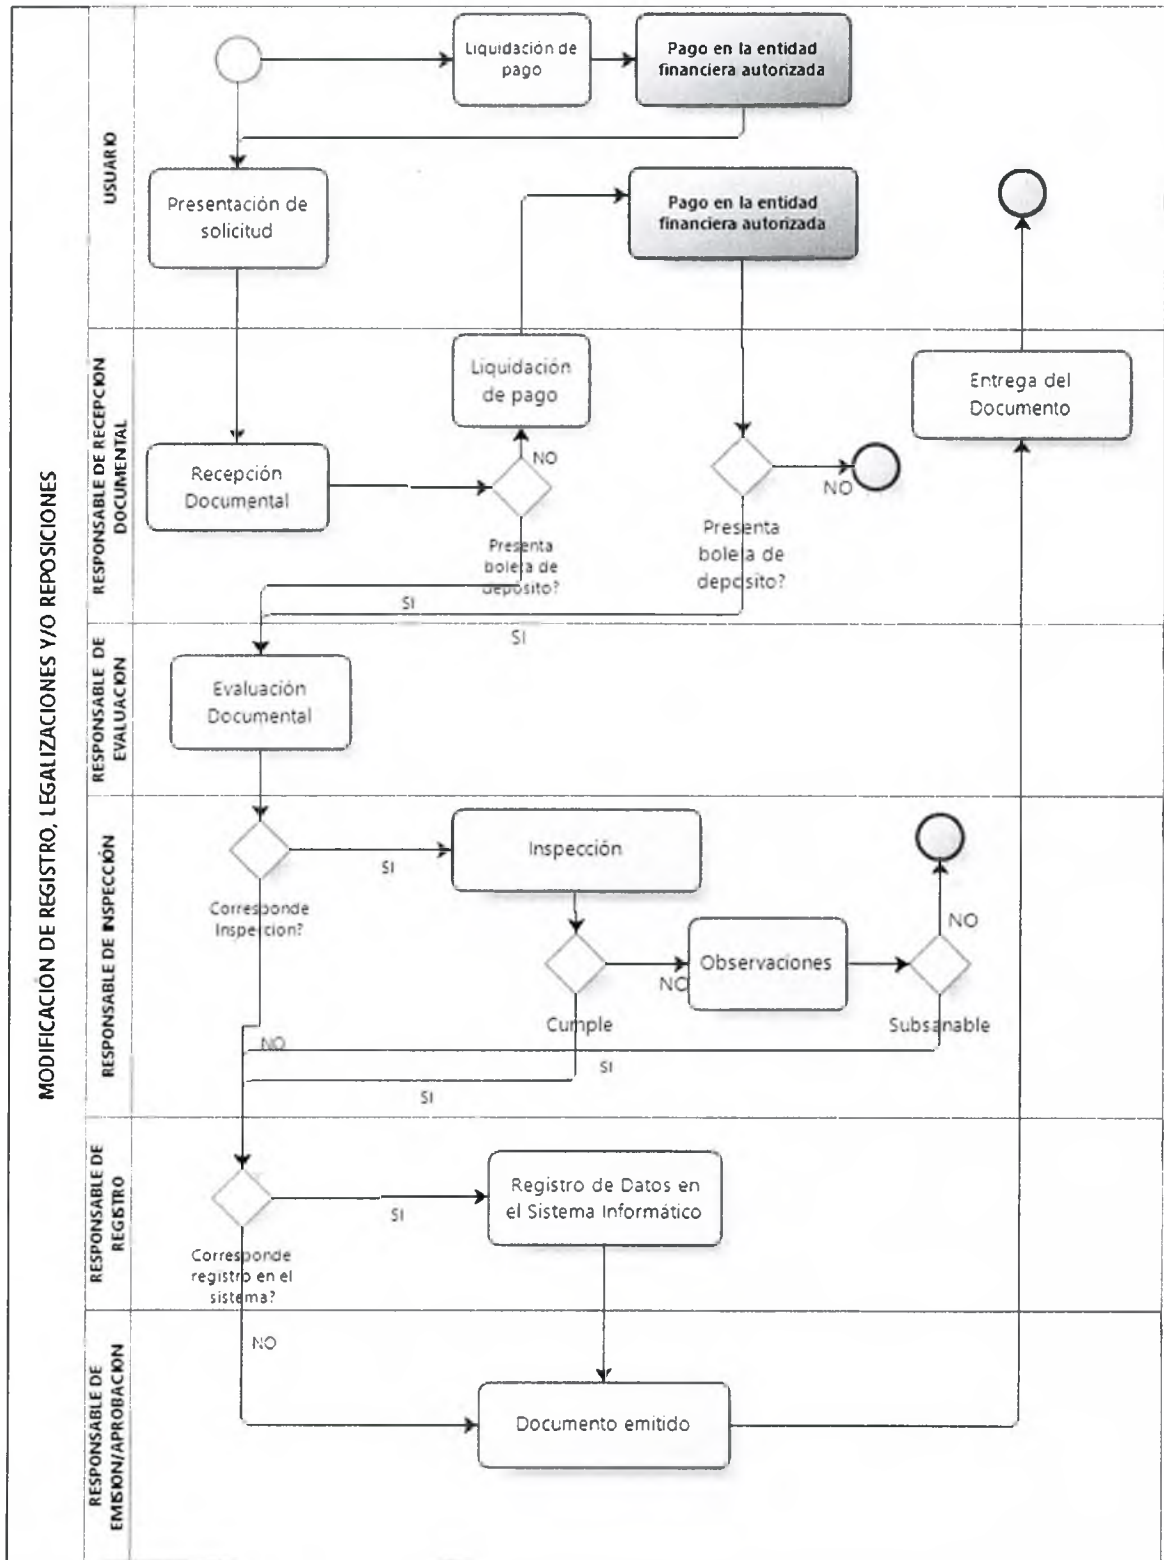 MODIFICACIÓN DE REGISTRO, LEGALIZACIONES Y/O REPOSICIONES
USUARIO
Liquidación de
pago
Pago en la entidad
financiera autorizada
Presentación de
solicitud
Pago en la entidad
financiera autorizada
RESPONSABLE DE RECEPCION
DOCUMENTAL
Liquidación
de pago
Entrega del
Documento
Recepción
Documental
NO
NO
Presenta
boleta de
deposito?
SI
Presenta
boleta de
deposito?
SI
RESPONSABLE DE
EVALUACION
Evaluación
Documental
RESPONSABLE DE INSPECCIÓN
Inspección
SI
Corresponde
Inspercion?
NO
Observaciones
NO
Cumple
Subsanable
NO
SI
SI
RESPONSABLE DE
REGISTRO
Registro de Datos en
el Sistema Informático
SI
Corresponde
registro en el
sistema?
RESPONSABLE DE
EMISION/APROBACION
NO
Documento emitido